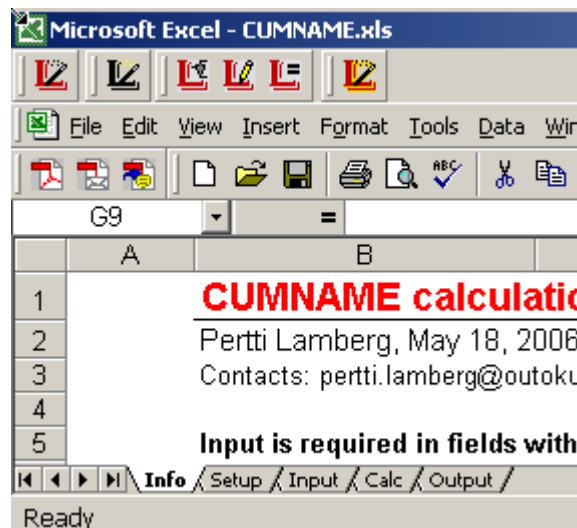 Microsoft Excel - CUMNAME.xls
File Edit View Insert Format Tools Data Win
ABC
G9 =
A B
1 CUMNAME calculatio
2 Pertti Lamberg, May 18, 2006
3 Contacts: pertti.lamberg@outoku
4
5 Input is required in fields with
Info Setup Input Calc Output
Ready